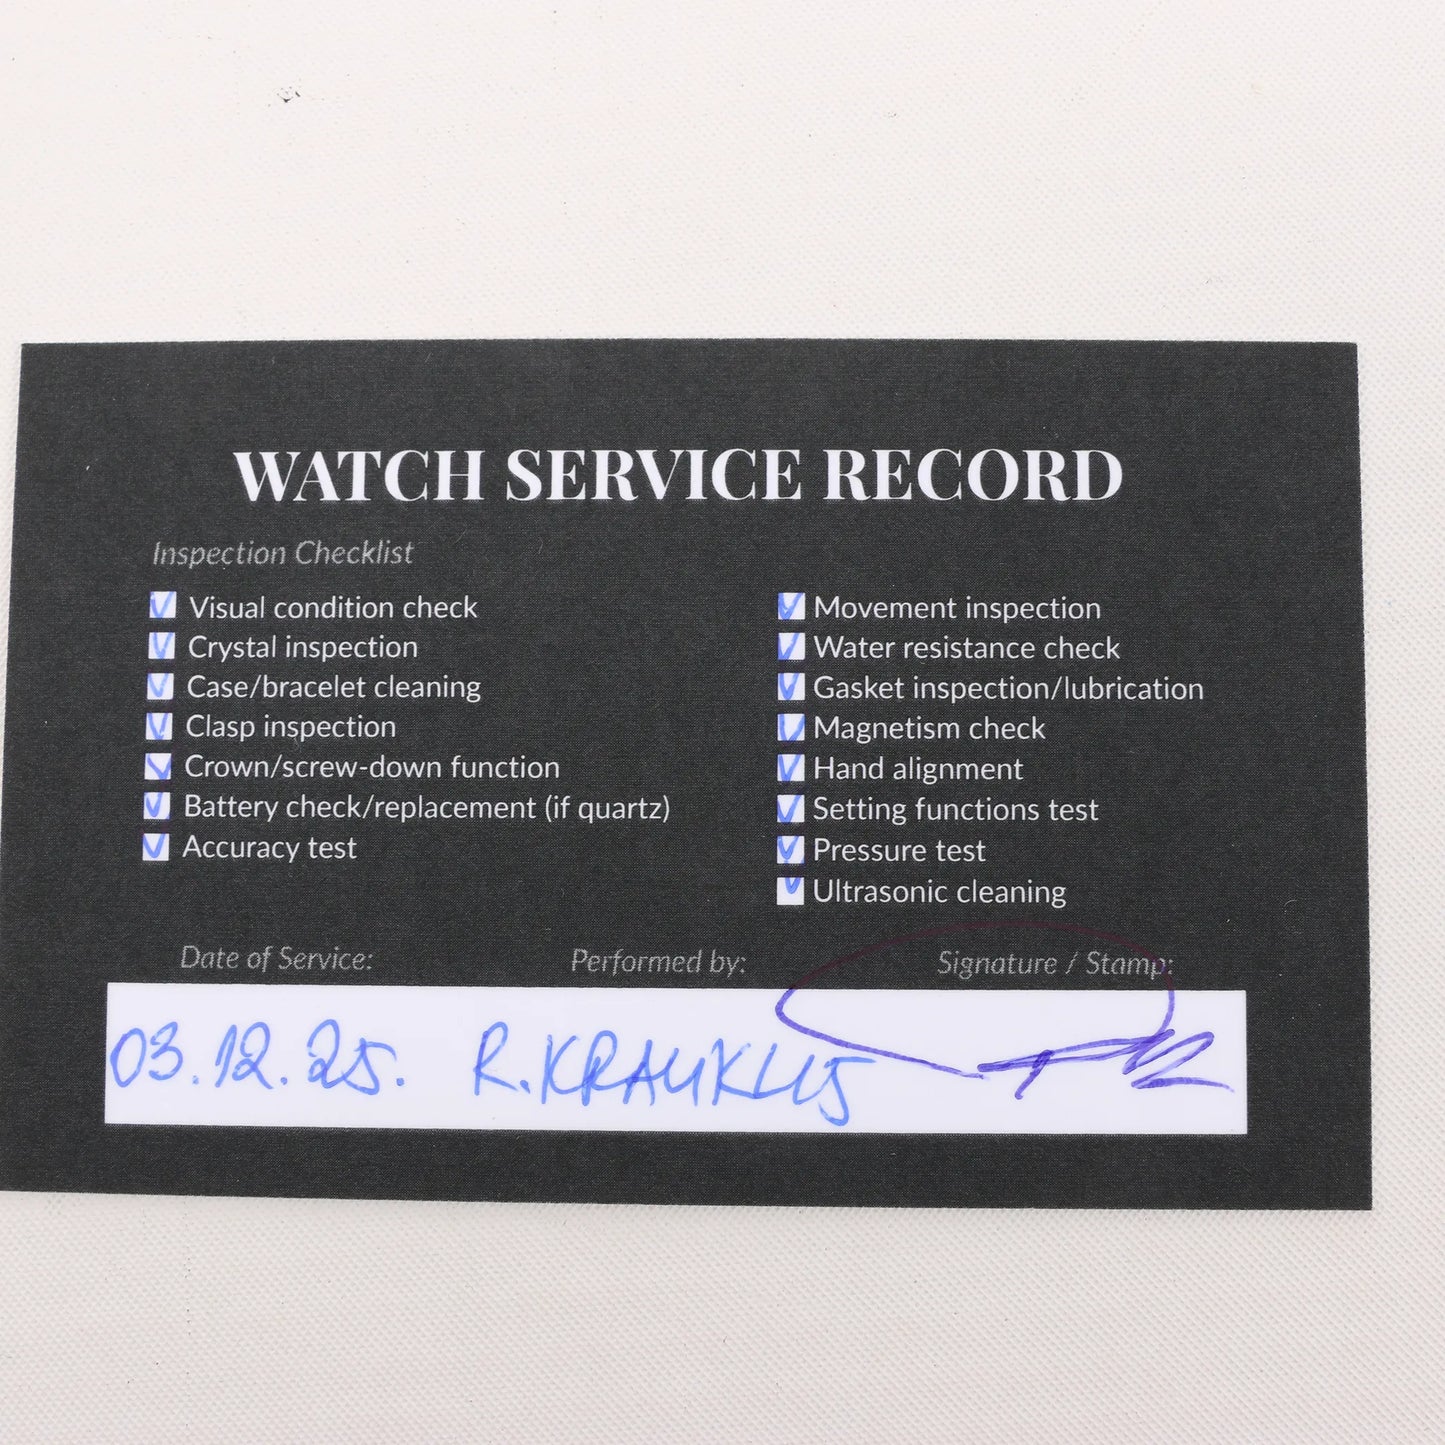 WATCH SERVICE RECORD
Inspection Checklist
Visual condition check
Crystal inspection
Case/bracelet cleaning
Clasp inspection
Crown/screw-down function
Battery check/replacement (if quartz)
Accuracy test
Movement inspection
Water resistance check
Gasket inspection/lubrication
Magnetism check
Hand alignment
Setting functions test
Pressure test
Ultrasonic cleaning
Date of Service: Performed by: Signature / Stamp:
03.12.25. R.KRAUKLIS